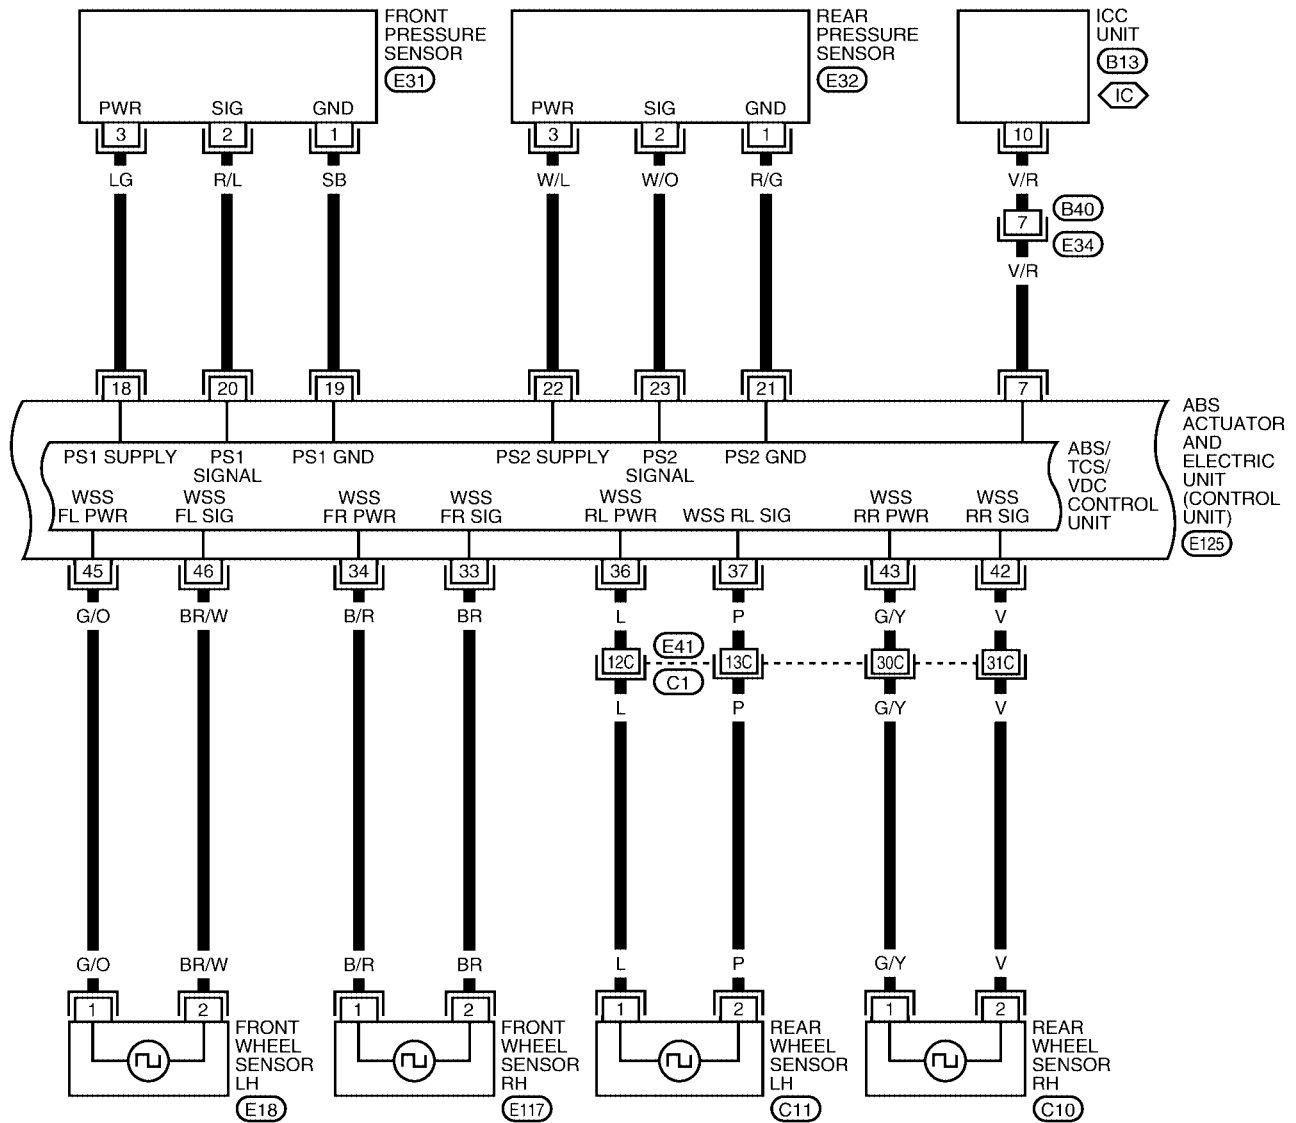 FRONT
PRESSURE
SENSOR
E31
REAR
PRESSURE
SENSOR
E32
ICC
UNIT
B13
IC
PWR SIG GND
PWR SIG GND
3 2 1 3 2 1 10
LG R/L SB W/L W/O R/G V/R
B40
7
E34
V/R
18 20 19 22 23 21 7
ABS
ACTUATOR
AND
ELECTRIC
UNIT
(CONTROL
UNIT)
E125
ABS/
TCS/
VDC
CONTROL
UNIT
PS1 SUPPLY PS1 SIGNAL PS1 GND PS2 SUPPLY PS2 SIGNAL PS2 GND
WSS WSS WSS WSS WSS WSS WSS
FL PWR FL SIG FR PWR FR SIG RL PWR WSS RL SIG RR PWR RR SIG
45 46 34 33 36 37 43 42
G/O BR/W B/R BR L P G/Y V
E41
12C 13C 30C 31C
C1
L P G/Y V
G/O BR/W B/R BR L P G/Y V
1 2 1 2 1 2 1 2
FRONT
WHEEL
SENSOR
LH
E18
FRONT
WHEEL
SENSOR
RH
E117
REAR
WHEEL
SENSOR
LH
C11
REAR
WHEEL
SENSOR
RH
C10